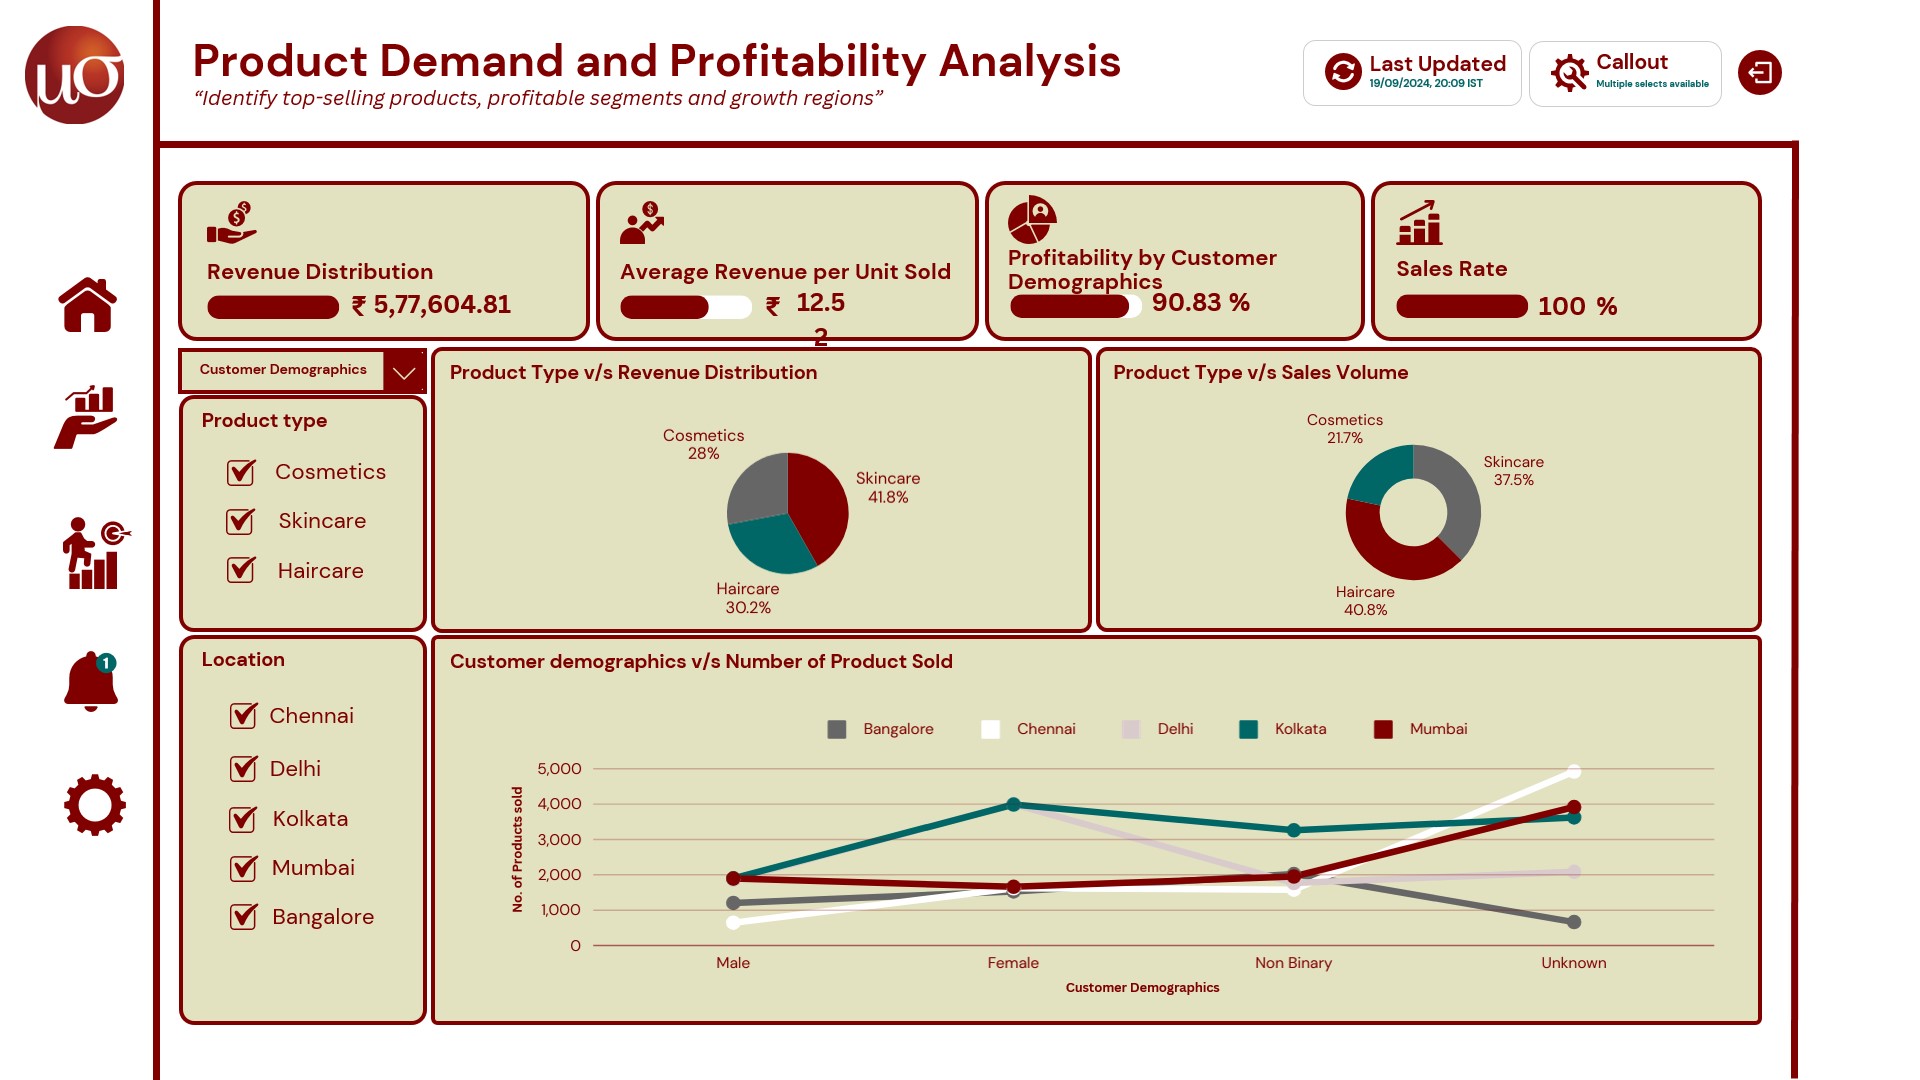 μσ
Product Demand and Profitability Analysis
“Identify top-selling products, profitable segments and growth regions”
Last Updated
19/09/2024, 20:09 IST
Callout
Multiple selects available
Revenue Distribution
₹ 5,77,604.81
Average Revenue per Unit Sold
₹ 12.5
2
Profitability by Customer
Demographics
90.83 %
Sales Rate
100 %
Customer Demographics
Product type
Cosmetics
Skincare
Haircare
Product Type v/s Revenue Distribution
Cosmetics
28%
Skincare
41.8%
Haircare
30.2%
Product Type v/s Sales Volume
Cosmetics
21.7%
Skincare
37.5%
Haircare
40.8%
1
Location
Chennai
Delhi
Kolkata
Mumbai
Bangalore
Customer demographics v/s Number of Product Sold
Bangalore Chennai Delhi Kolkata Mumbai
No. of Products sold
5,000
4,000
3,000
2,000
1,000
0
Male Female Non Binary Unknown
Customer Demographics